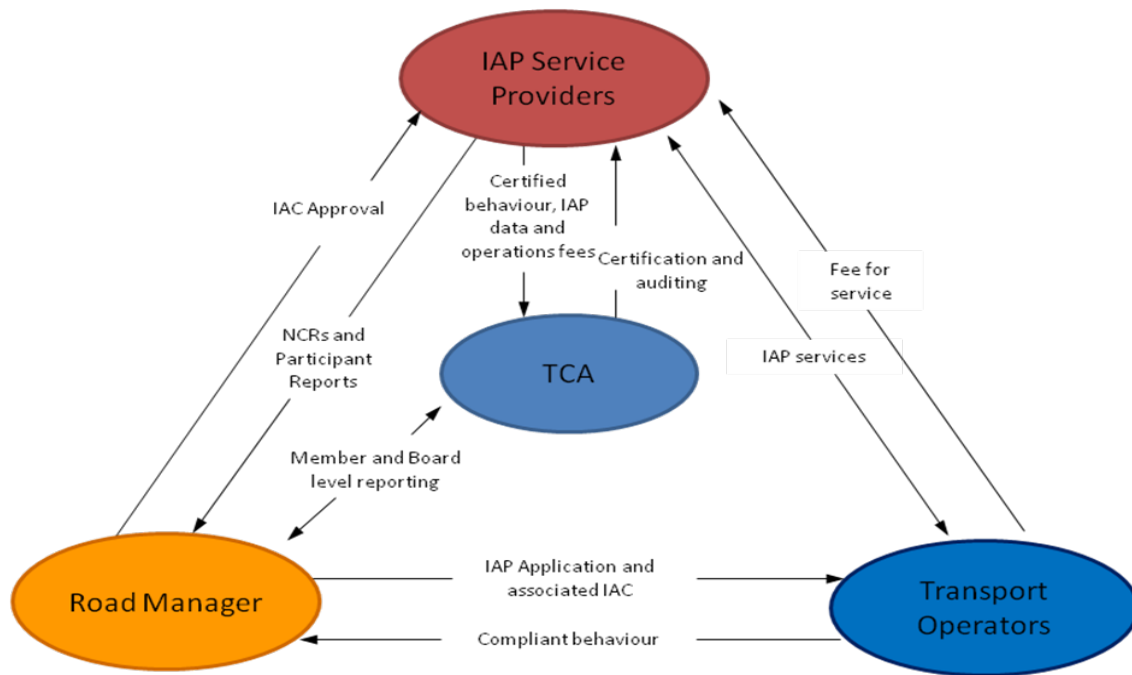 IAP Service
Providers
Certified
behaviour, IAP
data and
operations fees
IAC Approval
Certification and
auditing
Fee for
service
NCRs and
Participant
Reports
IAP services
TCA
Member and Board
level reporting
IAP Application and
associated IAC
Road Manager
Transport
Operators
Compliant behaviour